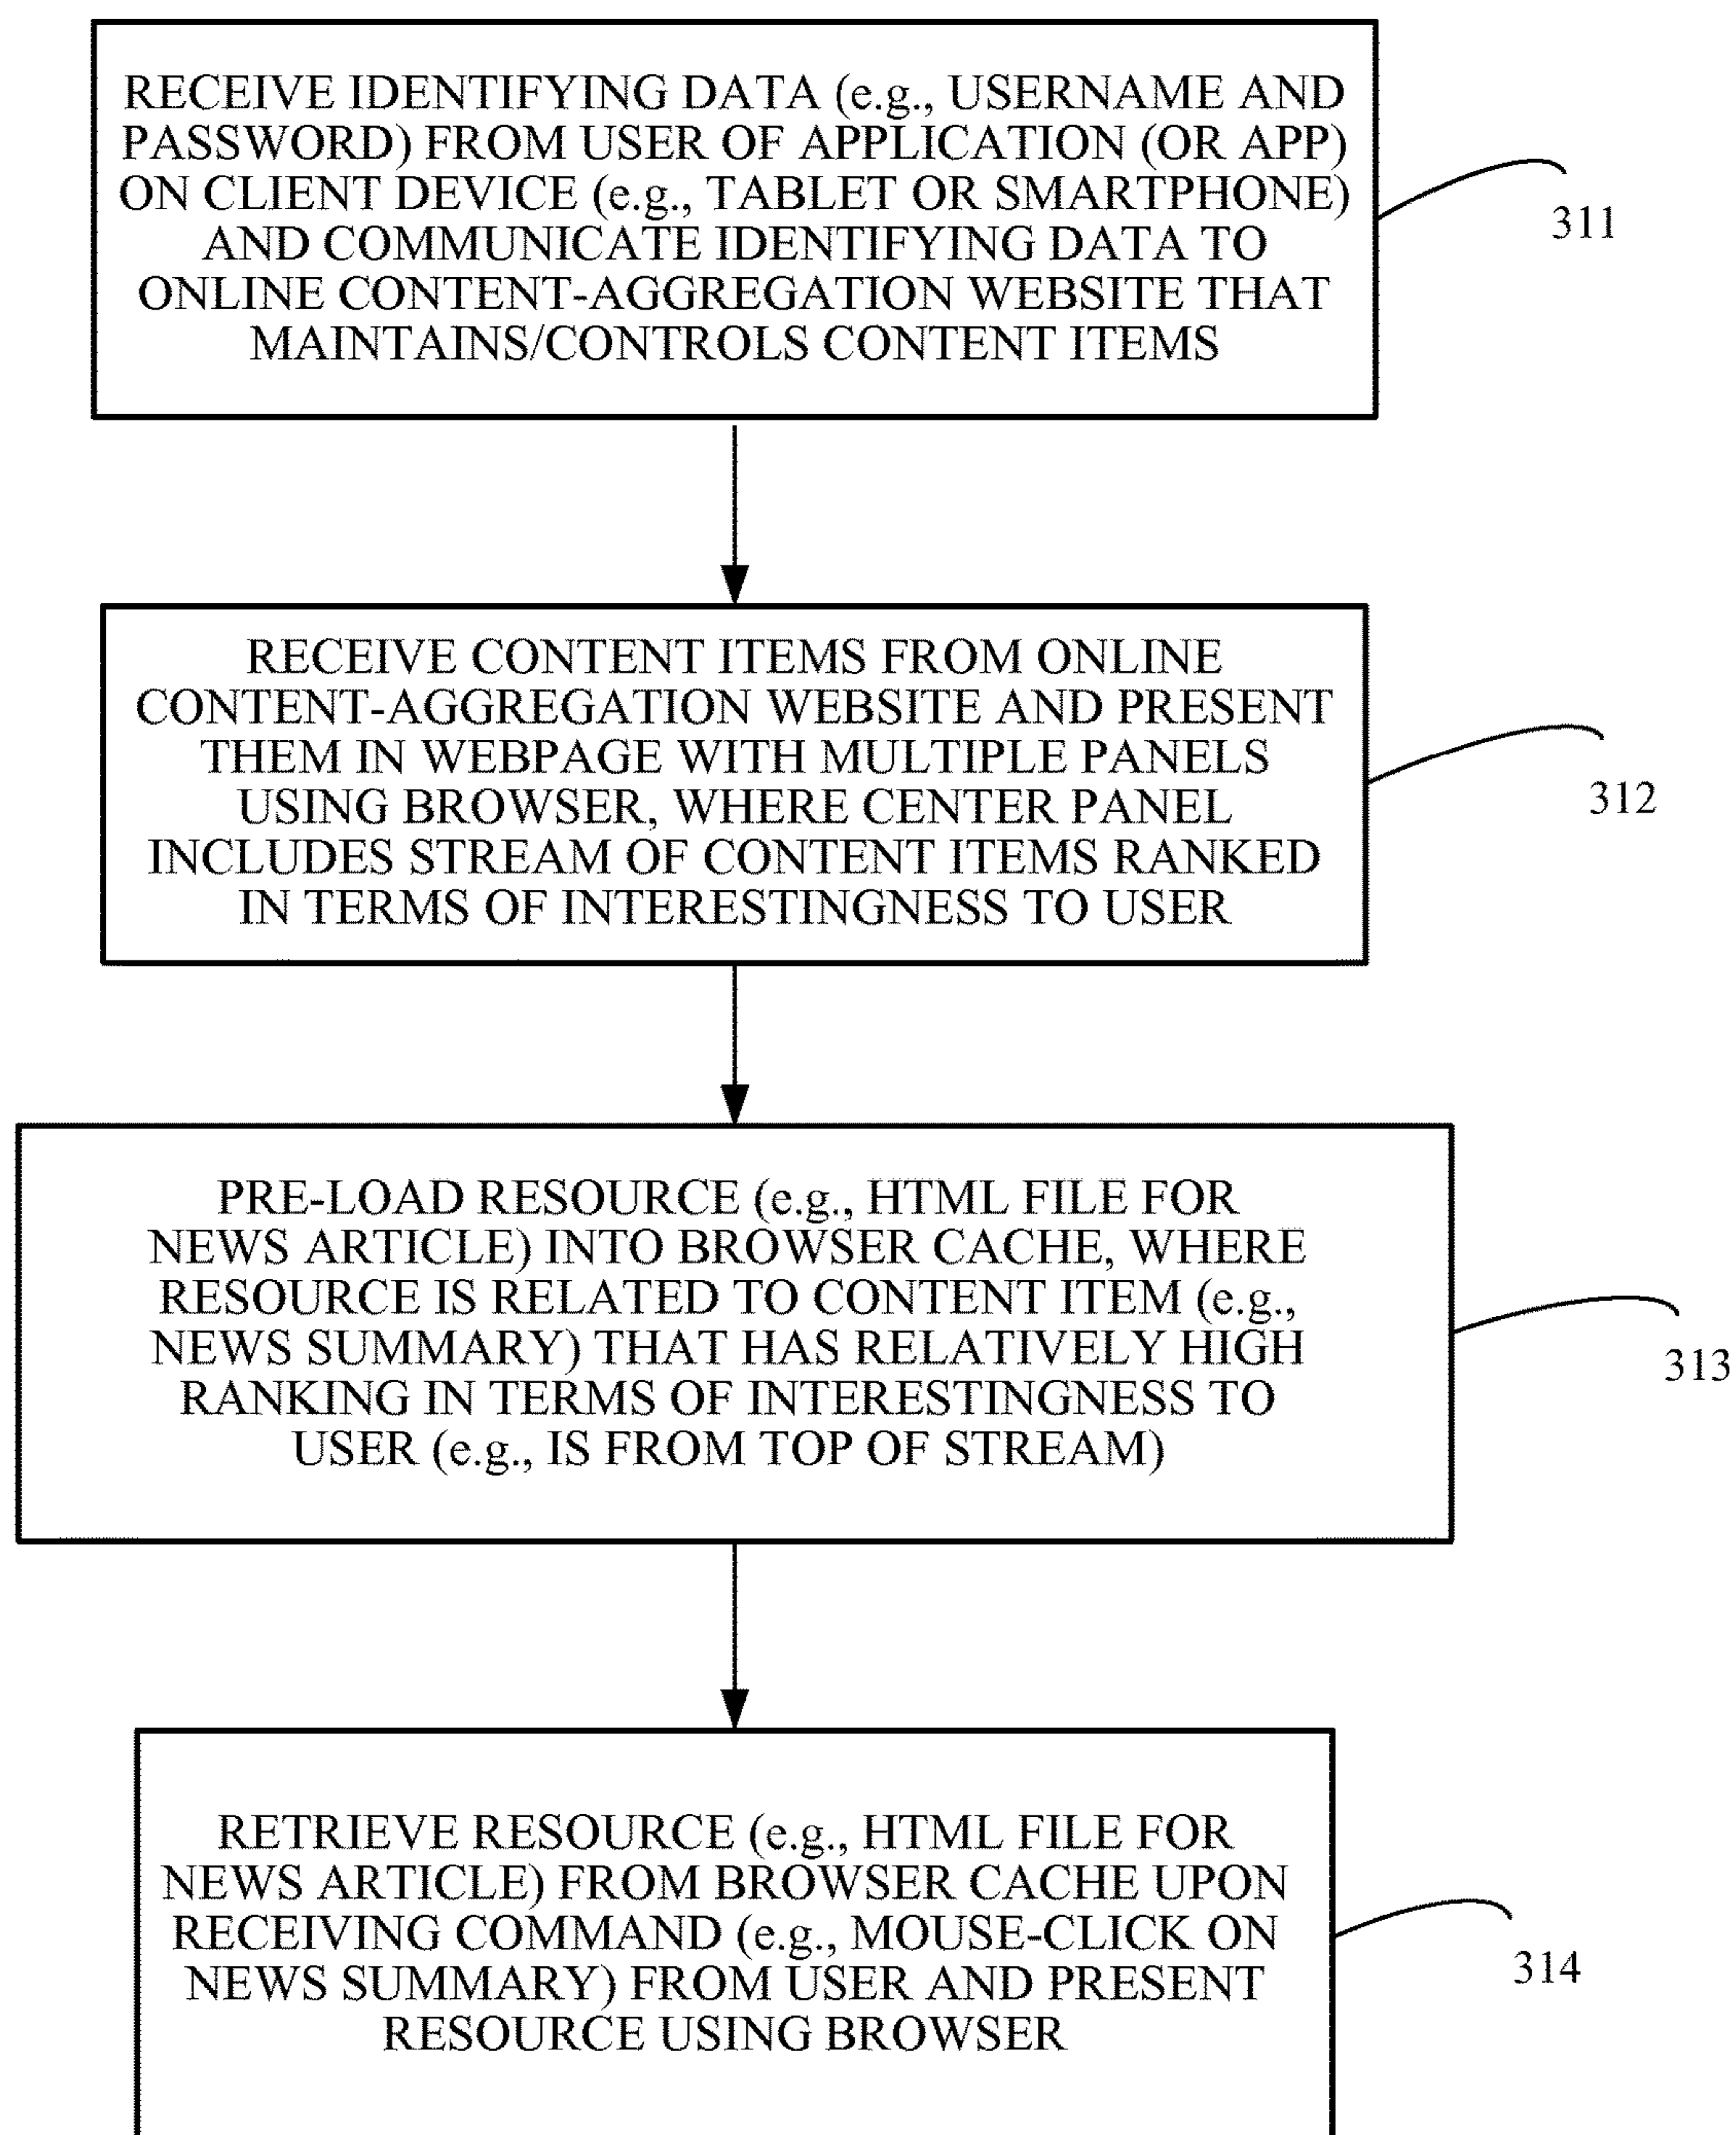 RECEIVE IDENTIFYING DATA (e.g., USERNAME AND
PASSWORD) FROM USER OF APPLICATION (OR APP)
ON CLIENT DEVICE (e.g., TABLET OR SMARTPHONE)
AND COMMUNICATE IDENTIFYING DATA TO
ONLINE CONTENT-AGGREGATION WEBSITE THAT
MAINTAINS/CONTROLS CONTENT ITEMS
311
RECEIVE CONTENT ITEMS FROM ONLINE
CONTENT-AGGREGATION WEBSITE AND PRESENT
THEM IN WEBPAGE WITH MULTIPLE PANELS
USING BROWSER, WHERE CENTER PANEL
INCLUDES STREAM OF CONTENT ITEMS RANKED
IN TERMS OF INTERESTINGNESS TO USER
312
PRE-LOAD RESOURCE (e.g., HTML FILE FOR
NEWS ARTICLE) INTO BROWSER CACHE, WHERE
RESOURCE IS RELATED TO CONTENT ITEM (e.g.,
NEWS SUMMARY) THAT HAS RELATIVELY HIGH
RANKING IN TERMS OF INTERESTINGNESS TO
USER (e.g., IS FROM TOP OF STREAM)
313
RETRIEVE RESOURCE (e.g., HTML FILE FOR
NEWS ARTICLE) FROM BROWSER CACHE UPON
RECEIVING COMMAND (e.g., MOUSE-CLICK ON
NEWS SUMMARY) FROM USER AND PRESENT
RESOURCE USING BROWSER
314